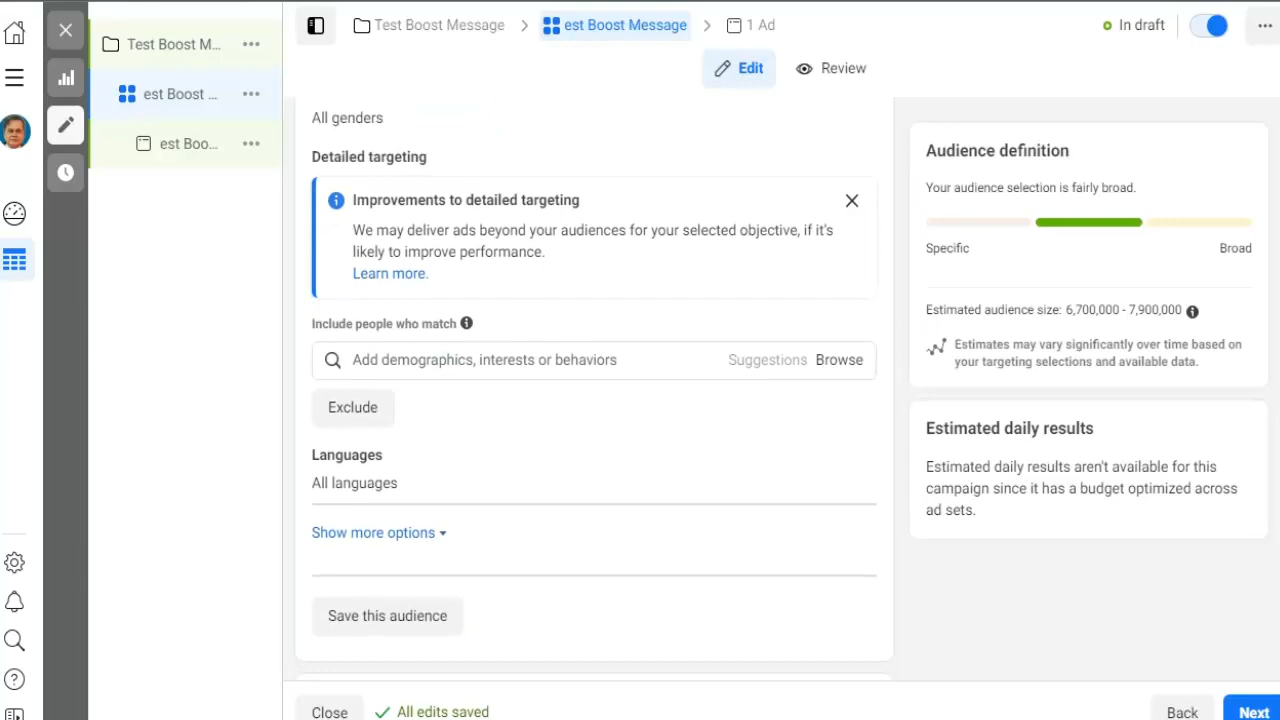 Test Boost M...
est Boost ...
est Boo...
Test Boost Message
est Boost Message
1 Ad
In draft
Edit
Review
All genders
Detailed targeting
Improvements to detailed targeting
We may deliver ads beyond your audiences for your selected objective, if it's
likely to improve performance.
Learn more.
Include people who match
Add demographics, interests or behaviors
Suggestions
Browse
Exclude
Languages
All languages
Show more options
Save this audience
Close
All edits saved
Audience definition
Your audience selection is fairly broad.
Specific
Broad
Estimated audience size: 6,700,000 - 7,900,000
Estimates may vary significantly over time based on
your targeting selections and available data.
Estimated daily results
Estimated daily results aren't available for this
campaign since it has a budget optimized across
ad sets.
Back
Next